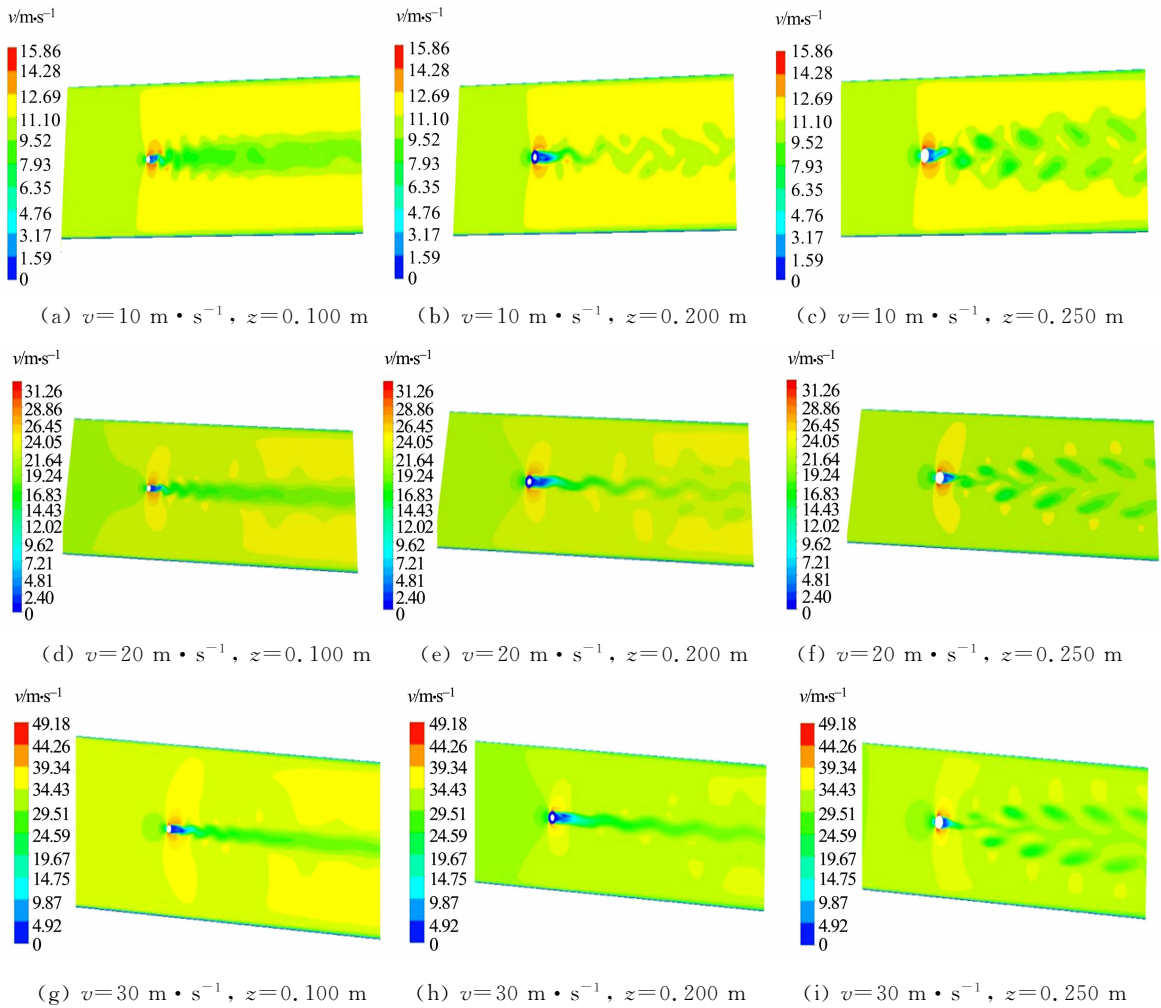 v/m·s⁻¹ v/m·s⁻¹ v/m·s⁻¹
15.86 15.86 15.86
14.28 14.28 14.28
12.69 12.69 12.69
11.10 11.10 11.10
9.52 9.52 9.52
7.93 7.93 7.93
6.35 6.35 6.35
4.76 4.76 4.76
3.17 3.17 3.17
1.59 1.59 1.59
0 0 0
(a) v=10 m·s⁻¹, z=0.100 m (b) v=10 m·s⁻¹, z=0.200 m (c) v=10 m·s⁻¹, z=0.250 m
v/m·s⁻¹ v/m·s⁻¹ v/m·s⁻¹
31.26 31.26 31.26
28.86 28.86 28.86
26.45 26.45 26.45
24.05 24.05 24.05
21.64 21.64 21.64
19.24 19.24 19.24
16.83 16.83 16.83
14.43 14.43 14.43
12.02 12.02 12.02
9.62 9.62 9.62
7.21 7.21 7.21
4.81 4.81 4.81
2.40 2.40 2.40
0 0 0
(d) v=20 m·s⁻¹, z=0.100 m (e) v=20 m·s⁻¹, z=0.200 m (f) v=20 m·s⁻¹, z=0.250 m
v/m·s⁻¹ v/m·s⁻¹ v/m·s⁻¹
49.18 49.18 49.18
44.26 44.26 44.26
39.34 39.34 39.34
34.43 34.43 34.43
29.51 29.51 29.51
24.59 24.59 24.59
19.67 19.67 19.67
14.75 14.75 14.75
9.87 9.87 9.87
4.92 4.92 4.92
0 0 0
(g) v=30 m·s⁻¹, z=0.100 m (h) v=30 m·s⁻¹, z=0.200 m (i) v=30 m·s⁻¹, z=0.250 m